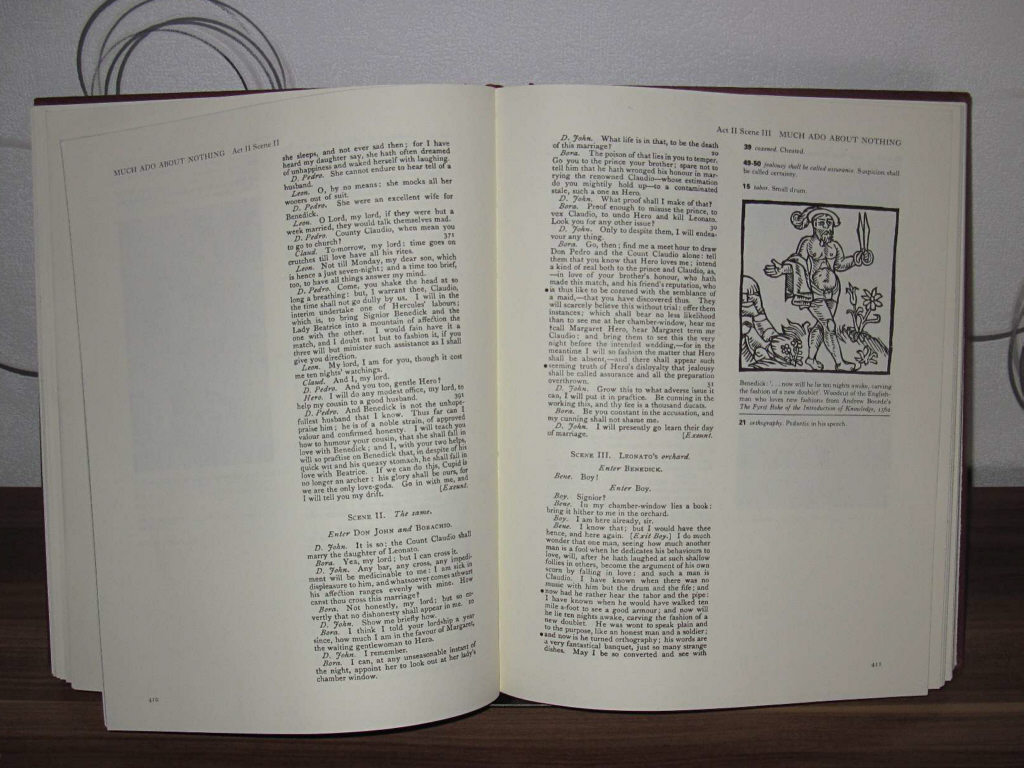 MUCH ADO ABOUT NOTHING Act II Scene II
she sleeps, and not ever sad then; for I have
heard my daughter say, she hath often dreamed
of unhappiness and waked herself with laughing.
D. Pedro. She cannot endure to hear tell of a
husband.
Leon. O, by no means: she mocks all her
wooers out of suit.
D. Pedro. She were an excellent wife for
Benedick.
Leon. O Lord, my lord, if they were but a
week married, they would talk themselves mad.
D. Pedro. County Claudio, when mean you
to go to church? 371
Claud. To-morrow, my lord: time goes on
crutches till love have all his rites.
Leon. Not till Monday, my dear son, which
is hence a just seven-night; and a time too brief,
too, to have all things answer my mind.
D. Pedro. Come, you shake the head at so
long a breathing: but, I warrant thee, Claudio,
the time shall not go dully by us. I will in the
interim undertake one of Hercules' labours;
which is, to bring Signior Benedick and the
Lady Beatrice into a mountain of affection the
one with the other. I would fain have it a
match, and I doubt not but to fashion it, if you
three will but minister such assistance as I shall
give you direction.
Leon. My lord, I am for you, though it cost
me ten nights' watchings.
Claud. And I, my lord.
D. Pedro. And you too, gentle Hero?
Hero. I will do any modest office, my lord, to
help my cousin to a good husband. 391
D. Pedro. And Benedick is not the unhope-
fullest husband that I know. Thus far can I
praise him; he is of a noble strain, of approved
valour and confirmed honesty. I will teach you
how to humour your cousin, that she shall fall in
love with Benedick; and I, with your two helps,
will so practise on Benedick that, in despite of his
quick wit and his queasy stomach, he shall fall in
love with Beatrice. If we can do this, Cupid is
no longer an archer: his glory shall be ours, for
we are the only love-gods. Go in with me, and
I will tell you my drift. [Exeunt.
SCENE II. The same.
Enter DON JOHN and BORACHIO.
D. John. It is so; the Count Claudio shall
marry the daughter of Leonato.
Bora. Yea, my lord; but I can cross it.
D. John. Any bar, any cross, any impedi-
ment will be medicinable to me: I am sick in
displeasure to him, and whatsoever comes athwart
his affection ranges evenly with mine. How
canst thou cross this marriage?
Bora. Not honestly, my lord; but so co-
vertly that no dishonesty shall appear in me. 10
D. John. Show me briefly how.
Bora. I think I told your lordship a year
since, how much I am in the favour of Margaret,
the waiting gentlewoman to Hero.
D. John. I remember.
Bora. I can, at any unseasonable instant of
the night, appoint her to look out at her lady's
chamber window.
410
Act II Scene III MUCH ADO ABOUT NOTHING
D. John. What life is in that, to be the death
of this marriage? 20
Bora. The poison of that lies in you to temper.
Go you to the prince your brother; spare not to
tell him that he hath wronged his honour in mar-
rying the renowned Claudio—whose estimation
do you mightily hold up—to a contaminated
stale, such a one as Hero.
D. John. What proof shall I make of that?
Bora. Proof enough to misuse the prince, to
vex Claudio, to undo Hero and kill Leonato.
Look you for any other issue? 30
D. John. Only to despite them, I will endea-
vour any thing.
Bora. Go, then; find me a meet hour to draw
Don Pedro and the Count Claudio alone: tell
them that you know that Hero loves me; intend
a kind of zeal both to the prince and Claudio, as,
—in love of your brother's honour, who hath
made this match, and his friend's reputation, who
is thus like to be cozened with the semblance of
a maid,—that you have discovered thus. They
will scarcely believe this without trial: offer them
instances; which shall bear no less likelihood
than to see me at her chamber-window, hear me
call Margaret Hero, hear Margaret term me
Claudio; and bring them to see this the very
night before the intended wedding,—for in the
meantime I will so fashion the matter that Hero
shall be absent,—and there shall appear such
seeming truth of Hero's disloyalty that jealousy
shall be called assurance and all the preparation
overthrown. 51
D. John. Grow this to what adverse issue it
can, I will put it in practice. Be cunning in the
working this, and thy fee is a thousand ducats.
Bora. Be you constant in the accusation, and
my cunning shall not shame me.
D. John. I will presently go learn their day
of marriage. [Exeunt.
SCENE III. LEONATO'S orchard.
Enter BENEDICK.
Bene. Boy!
Enter Boy.
Boy. Signior?
Bene. In my chamber-window lies a book:
bring it hither to me in the orchard.
Boy. I am here already, sir.
Bene. I know that; but I would have thee
hence, and here again. [Exit Boy.] I do much
wonder that one man, seeing how much another
man is a fool when he dedicates his behaviours to
love, will, after he hath laughed at such shallow
follies in others, become the argument of his own
scorn by falling in love: and such a man is
Claudio. I have known when there was no
music with him but the drum and the fife; and
now had he rather hear the tabor and the pipe:
I have known when he would have walked ten
mile a-foot to see a good armour; and now will
he lie ten nights awake, carving the fashion of a
new doublet. He was wont to speak plain and
to the purpose, like an honest man and a soldier;
and now is he turned orthography; his words are
a very fantastical banquet, just so many strange
dishes. May I be so converted and see with
39 cozened. Cheated.
49-50 jealousy shall be called assurance. Suspicion shall
be called certainty.
15 tabor. Small drum.
Benedick: '. . . now will he lie ten nights awake, carving
the fashion of a new doublet'. Woodcut of the English-
man who loves new fashions from Andrew Boorde's
The Fyrst Boke of the Introduction of Knowledge, 1562
21 orthography. Pedantic in his speech.
411